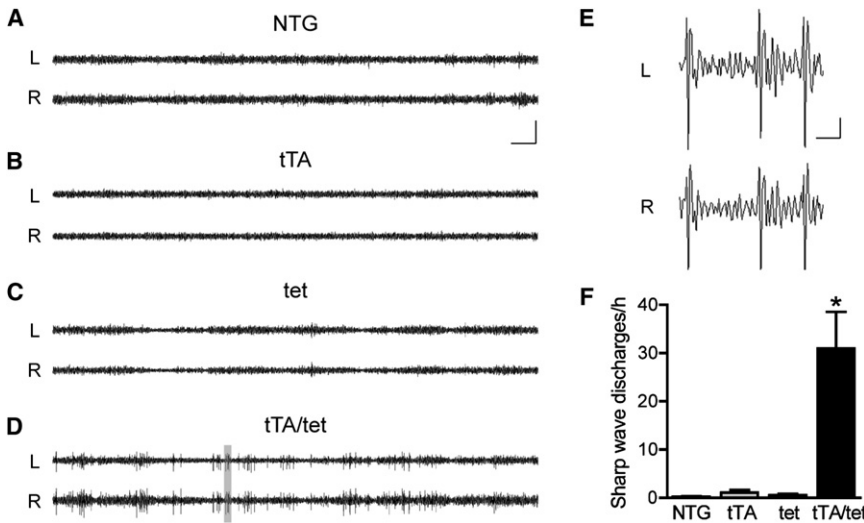 A
NTG
L
R
B
tTA
L
R
C
tet
L
R
D
tTA/tet
L
R
E
L
R
F
Sharp wave discharges/h
40
30
20
10
0
*
NTG tTA tet tTA/tet